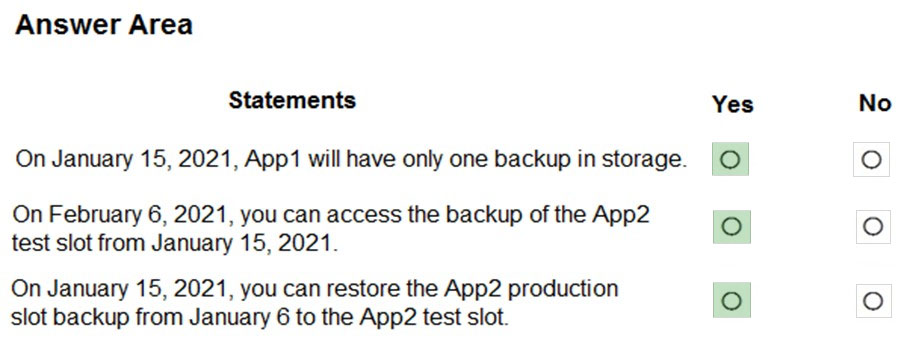 Answer Area
Statements Yes No
On January 15, 2021, App1 will have only one backup in storage.
On February 6, 2021, you can access the backup of the App2
test slot from January 15, 2021.
On January 15, 2021, you can restore the App2 production
slot backup from January 6 to the App2 test slot.